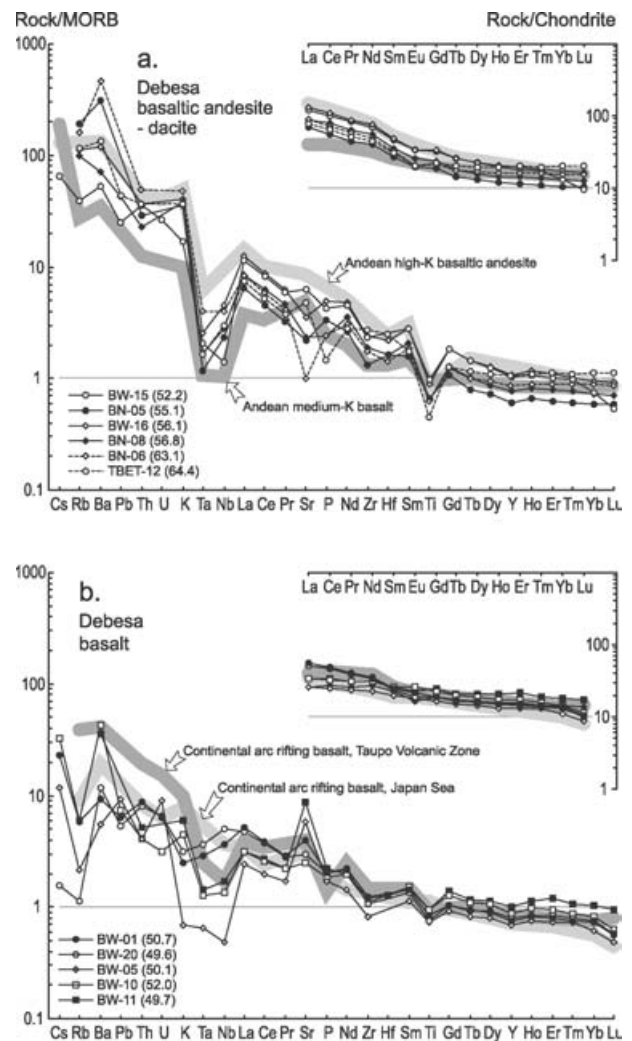 Rock/MORB Rock/Chondrite
1000
a.
Debesa
basaltic andesite
- dacite
La Ce Pr Nd Sm Eu Gd Tb Dy Ho Er Tm Yb Lu
100
10
1
100
10
Andean high-K basaltic andesite
1
Andean medium-K basalt
BW-15 (52.2)
BN-05 (55.1)
BW-16 (56.1)
BN-08 (56.8)
BN-06 (63.1)
TBET-12 (64.4)
0.1
Cs Rb Ba Pb Th U K Ta Nb La Ce Pr Sr P Nd Zr Hf Sm Ti Gd Tb Dy Y Ho Er Tm Yb Lu
1000
b.
Debesa
basalt
La Ce Pr Nd Sm Eu Gd Tb Dy Ho Er Tm Yb Lu
100
10
1
100
Continental arc rifting basalt, Taupo Volcanic Zone
Continental arc rifting basalt, Japan Sea
10
1
BW-01 (50.7)
BW-20 (49.6)
BW-05 (50.1)
BW-10 (52.0)
BW-11 (49.7)
0.1
Cs Rb Ba Pb Th U K Ta Nb La Ce Pr Sr P Nd Zr Hf Sm Ti Gd Tb Dy Y Ho Er Tm Yb Lu